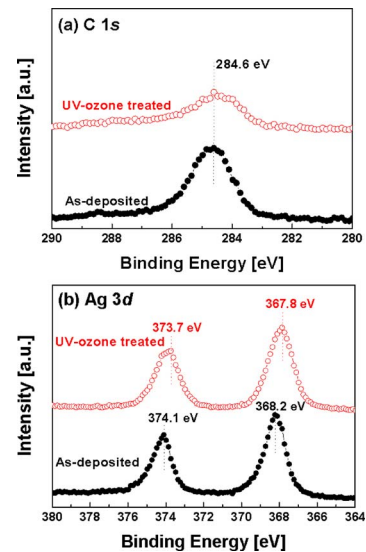 (a) C 1s
284.6 eV
UV-ozone treated
As-deposited
Intensity [a.u.]
290 288 286 284 282 280
Binding Energy [eV]
(b) Ag 3d
367.8 eV
373.7 eV
UV-ozone treated
368.2 eV
374.1 eV
As-deposited
Intensity [a.u.]
380 378 376 374 372 370 368 366 364
Binding Energy [eV]